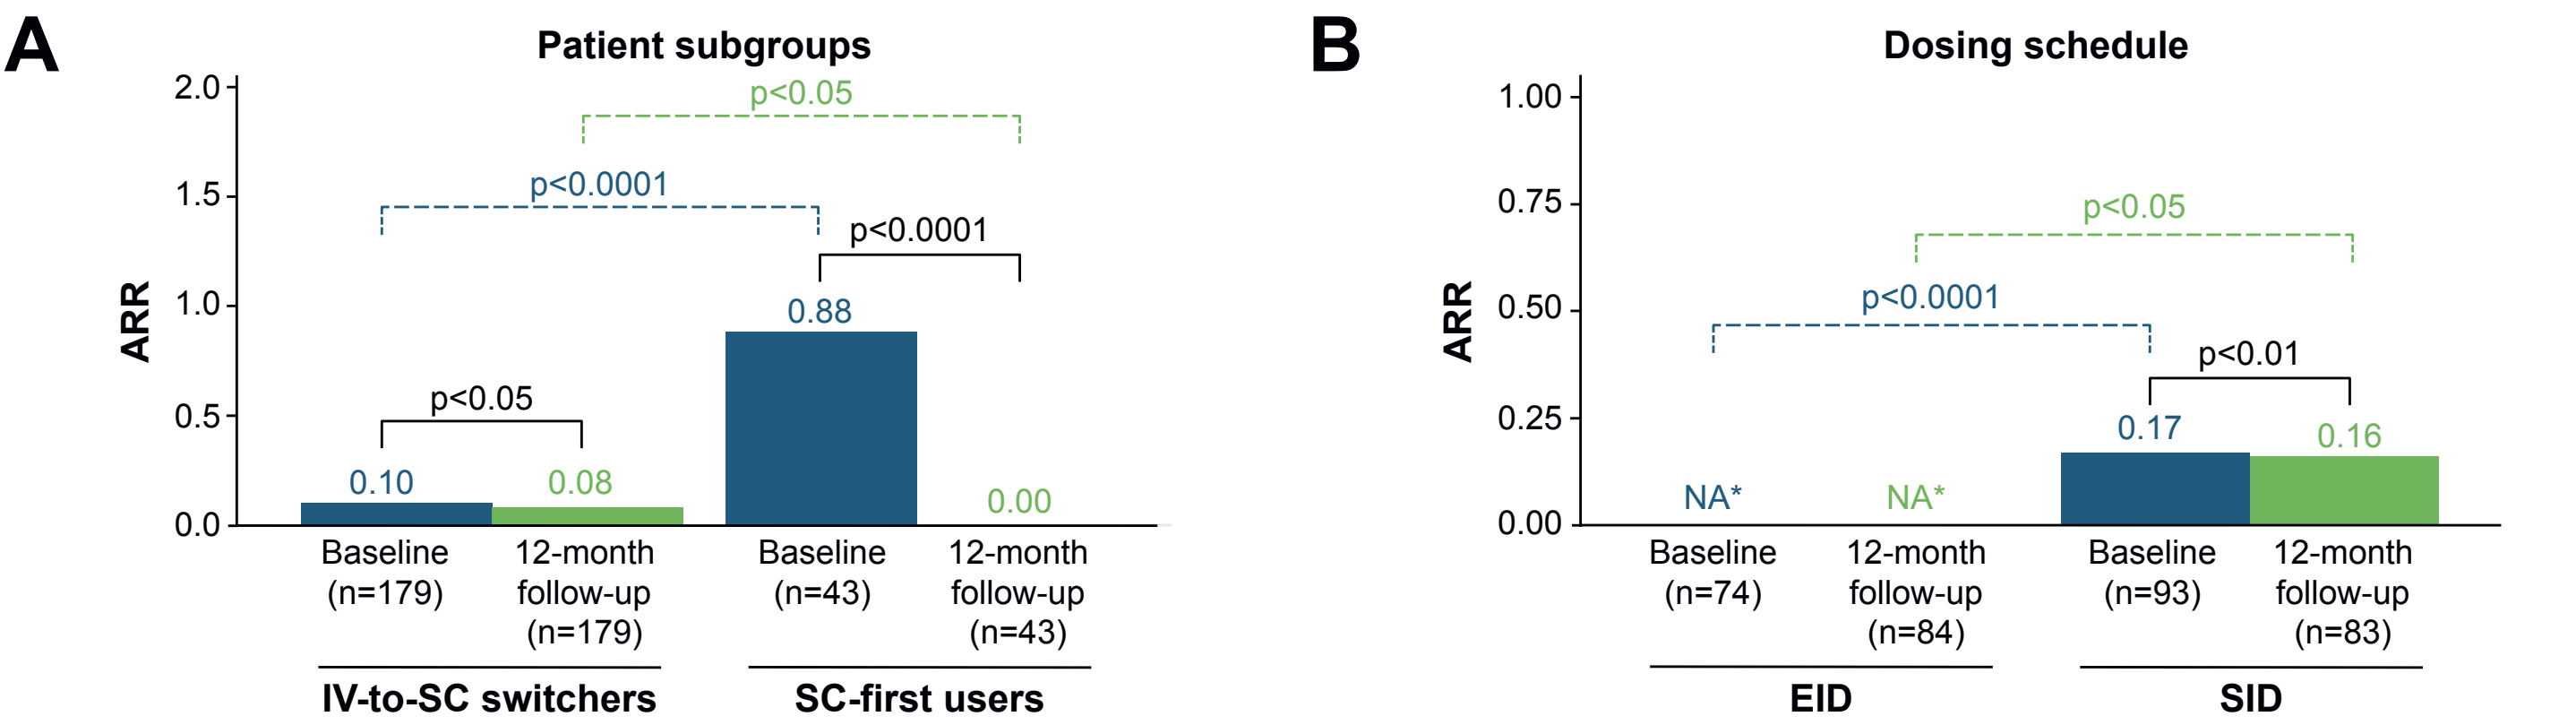 A
Patient subgroups
ARR
2.0
1.5
1.0
0.5
0.0
p<0.05
p<0.0001
p<0.0001
p<0.05
0.10
0.08
0.88
0.00
Baseline
(n=179)
12-month
follow-up
(n=179)
Baseline
(n=43)
12-month
follow-up
(n=43)
IV-to-SC switchers
SC-first users
B
Dosing schedule
ARR
1.00
0.75
0.50
0.25
0.00
p<0.05
p<0.0001
p<0.01
NA*
NA*
0.17
0.16
Baseline
(n=74)
12-month
follow-up
(n=84)
Baseline
(n=93)
12-month
follow-up
(n=83)
EID
SID